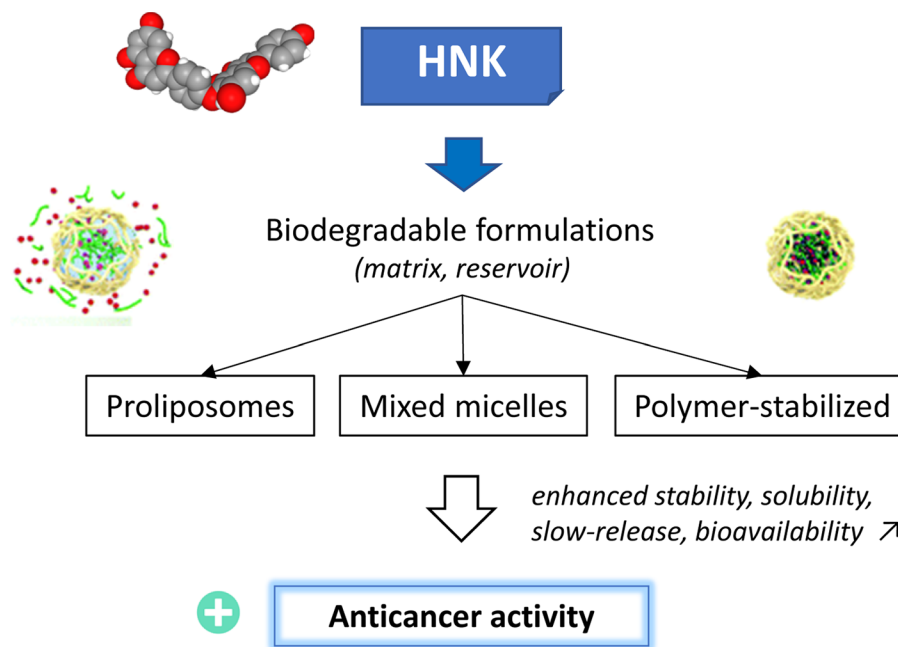 HNK
Biodegradable formulations
(matrix, reservoir)
Proliposomes
Mixed micelles
Polymer-stabilized
enhanced stability, solubility,
slow-release, bioavailability ↗
Anticancer activity